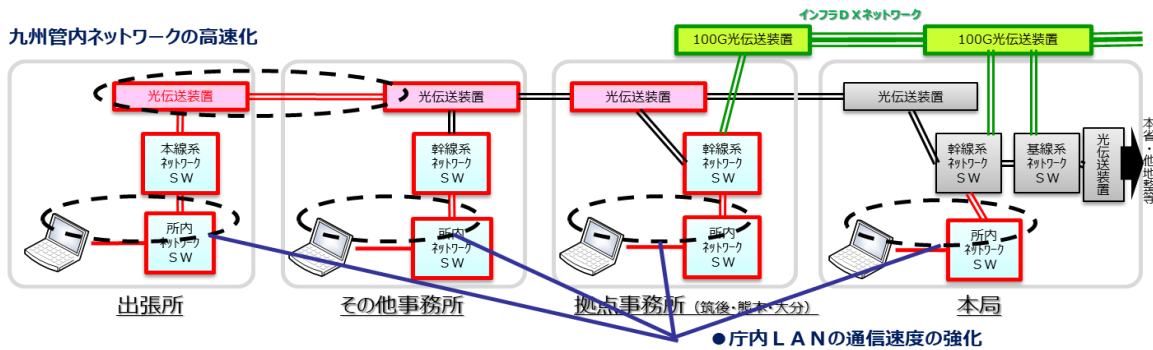 インフラDXネットワーク
九州管内ネットワークの高速化
100G光伝送装置
100G光伝送装置
光伝送装置
光伝送装置
光伝送装置
光伝送装置
本線系
ネットワーク
SW
幹線系
ネットワーク
SW
幹線系
ネットワーク
SW
幹線系
ネットワーク
SW
基線系
ネットワーク
SW
光伝送装置
本省・他地整等
所内
ネットワーク
SW
所内
ネットワーク
SW
所内
ネットワーク
SW
所内
ネットワーク
SW
出張所
その他事務所
拠点事務所（筑後・熊本・大分）
本局
●庁内LANの通信速度の強化